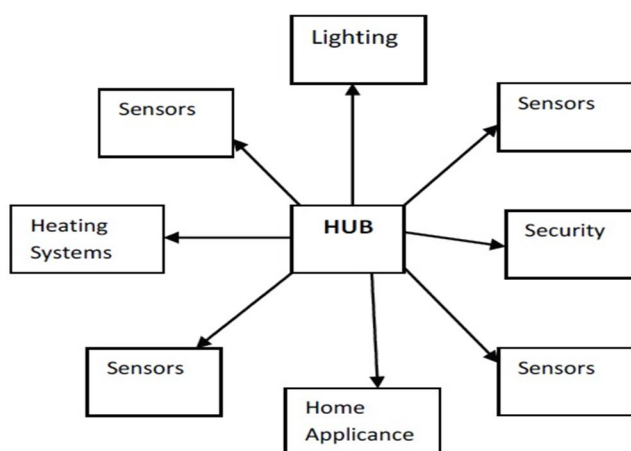 Lighting
Sensors
Sensors
Heating
Systems
HUB
Security
Sensors
Sensors
Home
Applicance